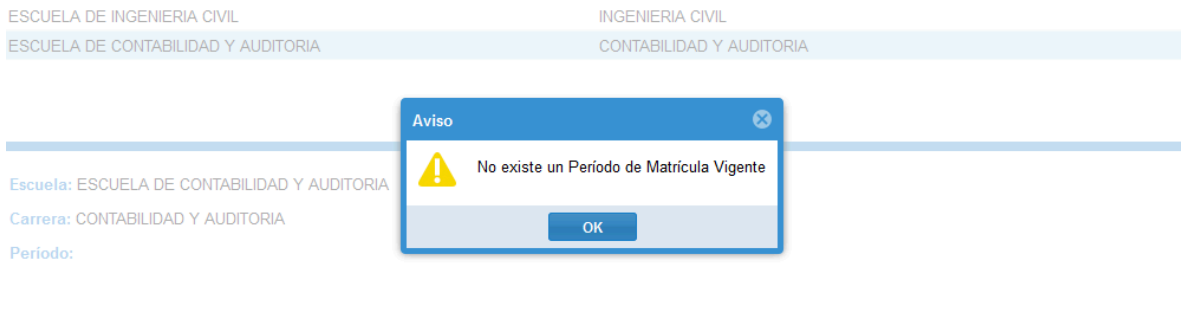 ESCUELA DE INGENIERIA CIVIL INGENIERIA CIVIL
ESCUELA DE CONTABILIDAD Y AUDITORIA CONTABILIDAD Y AUDITORIA
Aviso
No existe un Período de Matrícula Vigente
OK
Escuela: ESCUELA DE CONTABILIDAD Y AUDITORIA
Carrera: CONTABILIDAD Y AUDITORIA
Período: